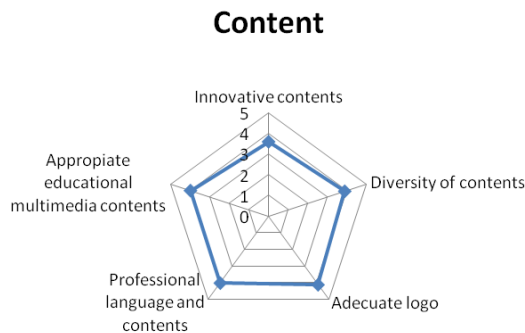 Content
Innovative contents
5
4
3
2
1
0
Diversity of contents
Adecuate logo
Professional
language and
contents
Appropiate
educational
multimedia contents